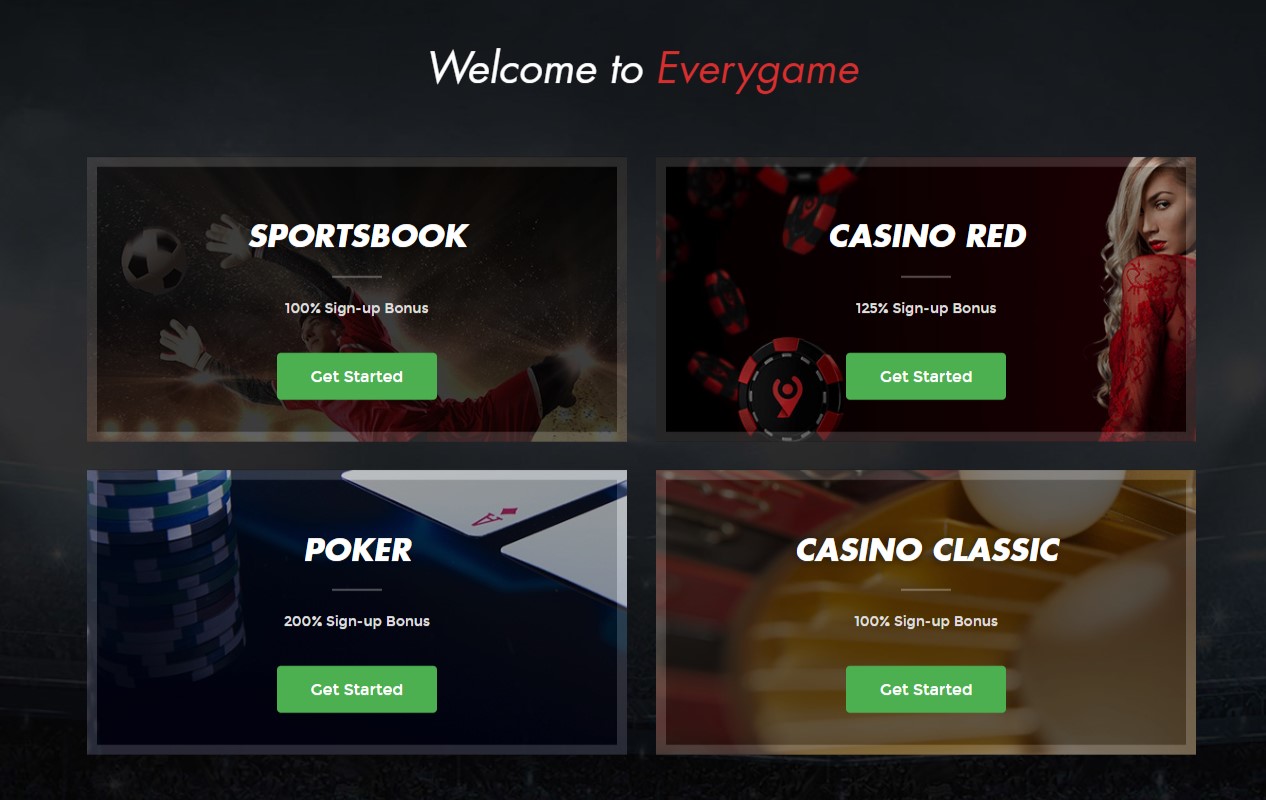 Welcome to Everygame
SPORTSBOOK
100% Sign-up Bonus
Get Started
CASINO RED
125% Sign-up Bonus
Get Started
A
POKER
200% Sign-up Bonus
Get Started
CASINO CLASSIC
100% Sign-up Bonus
Get Started